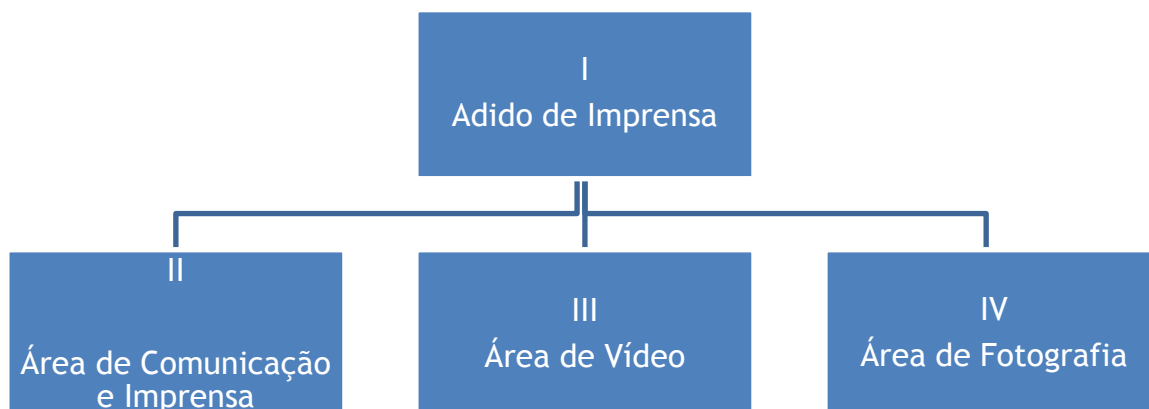 I
Adido de Imprensa
II
Área de Comunicação
e Imprensa
III
Área de Vídeo
IV
Área de Fotografia